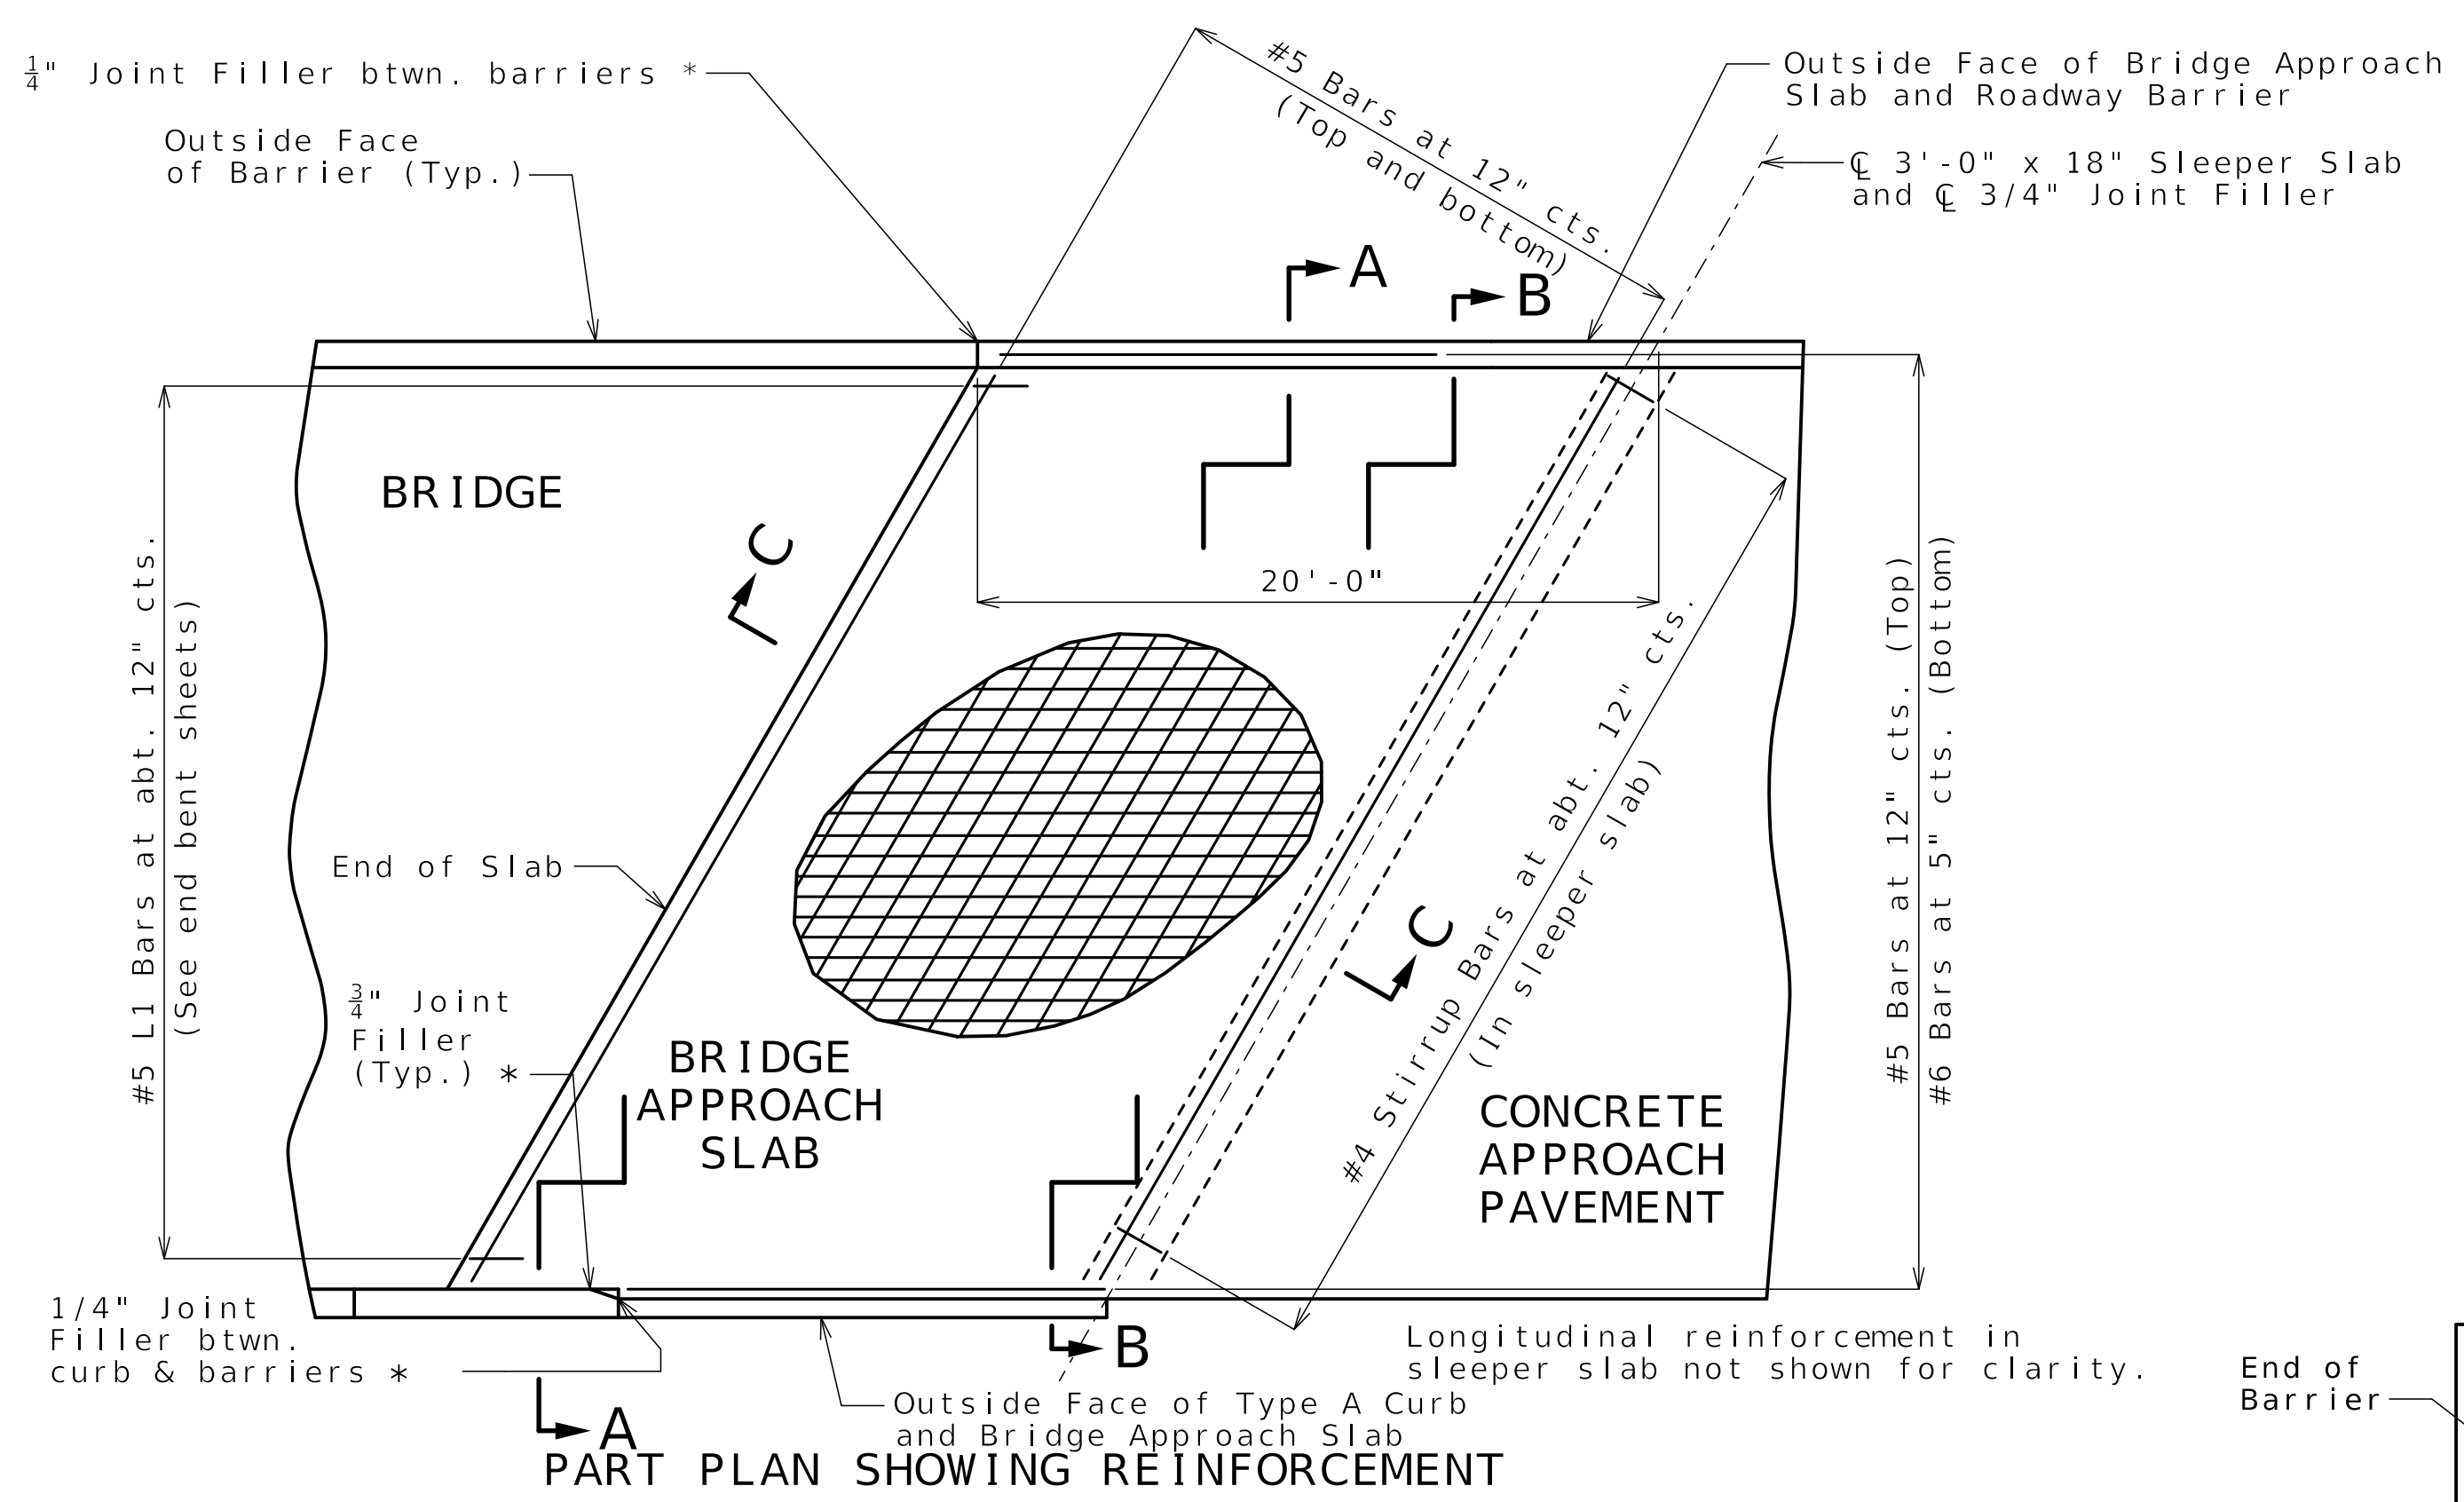 ¼" Joint Filler btwn. barriers *
Outside Face
of Barrier (Typ.)
#5 Bars at 12" cts.
(Top and bottom)
Outside Face of Bridge Approach
Slab and Roadway Barrier
℄ 3'-0" x 18" Sleeper Slab
and ℄ 3/4" Joint Filler
A
B
BRIDGE
C
20'-0"
#5 L1 Bars at abt. 12" cts.
(See end bent sheets)
End of Slab
¾" Joint
Filler
(Typ.) *
BRIDGE
APPROACH
SLAB
C
#4 Stirrup Bars at abt. 12" cts.
(In sleeper slab)
CONCRETE
APPROACH
PAVEMENT
#5 Bars at 12" cts. (Top)
#6 Bars at 5" cts. (Bottom)
1/4" Joint
Filler btwn.
curb & barriers *
A
B
Outside Face of Type A Curb
and Bridge Approach Slab
Longitudinal reinforcement in
sleeper slab not shown for clarity.
End of
Barrier
PART PLAN SHOWING REINFORCEMENT